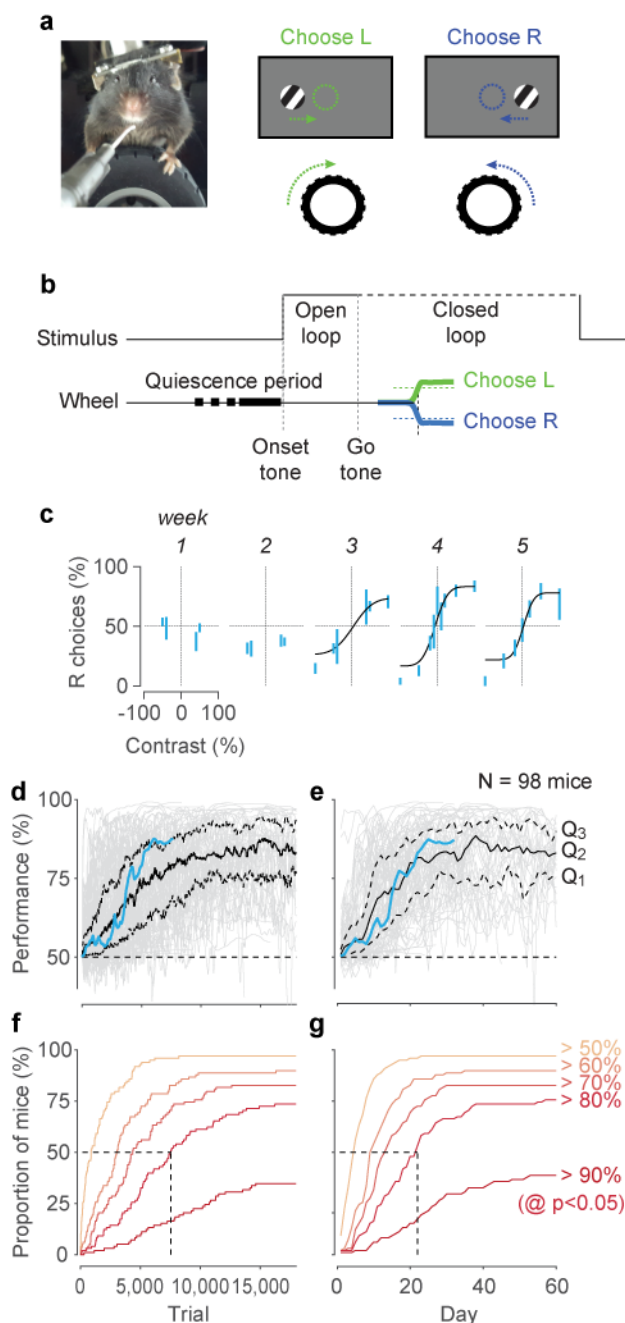 a
Choose L Choose R
b
Stimulus Open loop Closed loop
Wheel Quiescence period Choose L
Choose R
Onset tone Go tone
c
week
1 2 3 4 5
R choices (%)
100
50
0
-100 0 100
Contrast (%)
N = 98 mice
d e
Performance (%)
100
75
50
Q3
Q2
Q1
f g
Proportion of mice (%)
100
75
50
25
0
> 50%
> 60%
> 70%
> 80%
> 90%
(@ p<0.05)
0 5,000 10,000 15,000 0 20 40 60
Trial Day